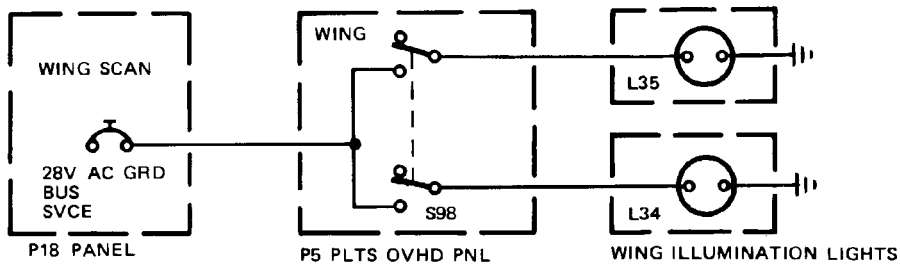 WING SCAN
28V AC GRD
BUS
SVCE
P18 PANEL
WING
S98
P5 PLTS OVHD PNL
L35
L34
WING ILLUMINATION LIGHTS